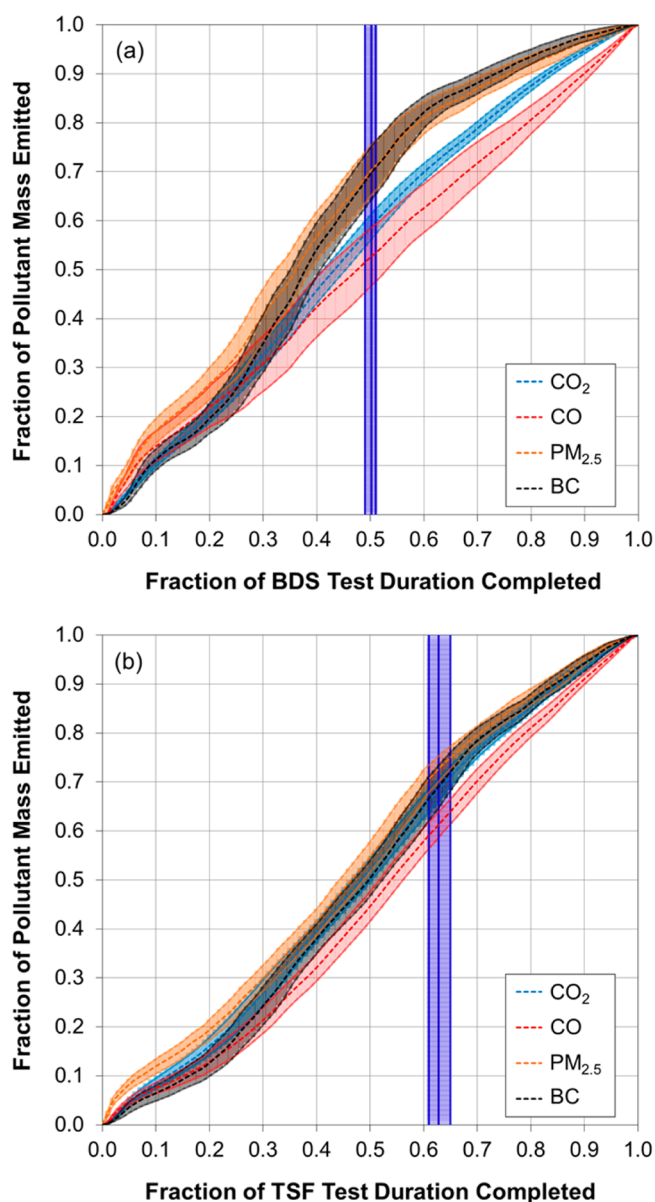 Fraction of Pollutant Mass Emitted
1.0
0.9
0.8
0.7
0.6
0.5
0.4
0.3
0.2
0.1
0.0
(a)
CO₂
CO
PM₂.₅
BC
0.0 0.1 0.2 0.3 0.4 0.5 0.6 0.7 0.8 0.9 1.0
Fraction of BDS Test Duration Completed
Fraction of Pollutant Mass Emitted
1.0
0.9
0.8
0.7
0.6
0.5
0.4
0.3
0.2
0.1
0.0
(b)
CO₂
CO
PM₂.₅
BC
0.0 0.1 0.2 0.3 0.4 0.5 0.6 0.7 0.8 0.9 1.0
Fraction of TSF Test Duration Completed